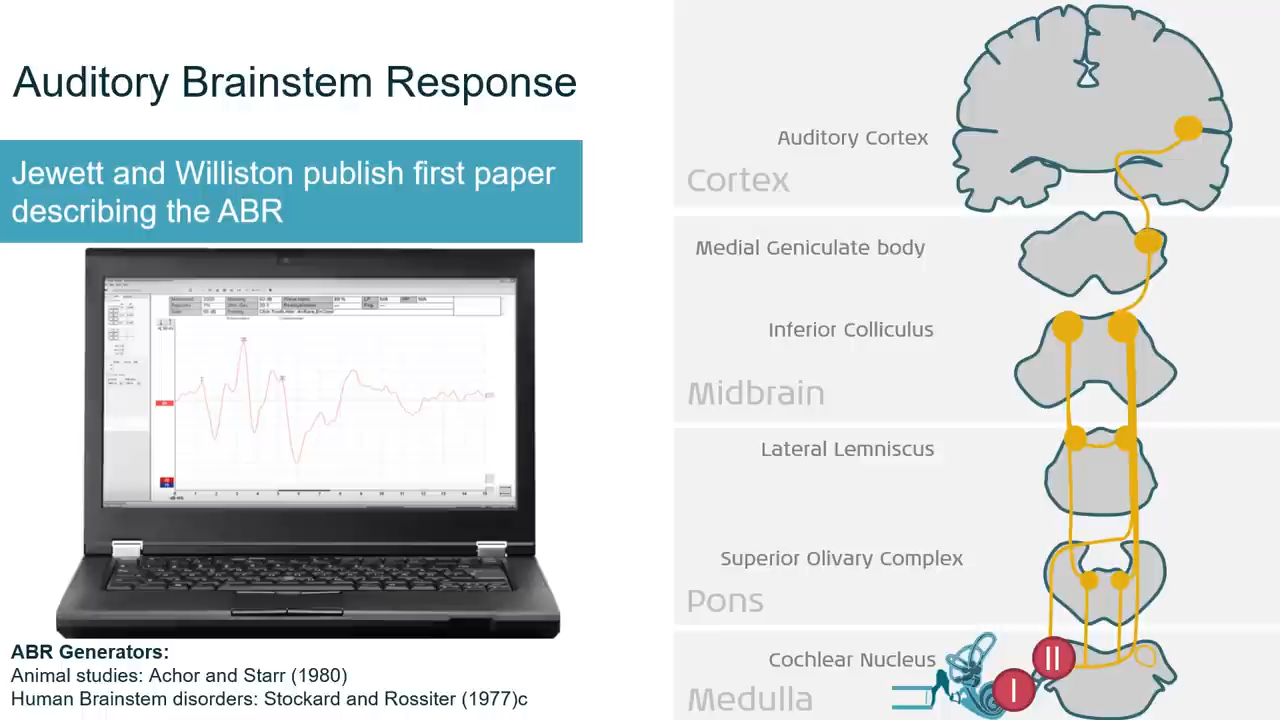 Auditory Brainstem Response
Jewett and Williston publish first paper
describing the ABR
ABR Generators:
Animal studies: Achor and Starr (1980)
Human Brainstem disorders: Stockard and Rossiter (1977)c
Auditory Cortex
Cortex
Medial Geniculate body
Inferior Colliculus
Midbrain
Lateral Lemniscus
Superior Olivary Complex
Pons
Cochlear Nucleus
II
I
Medulla